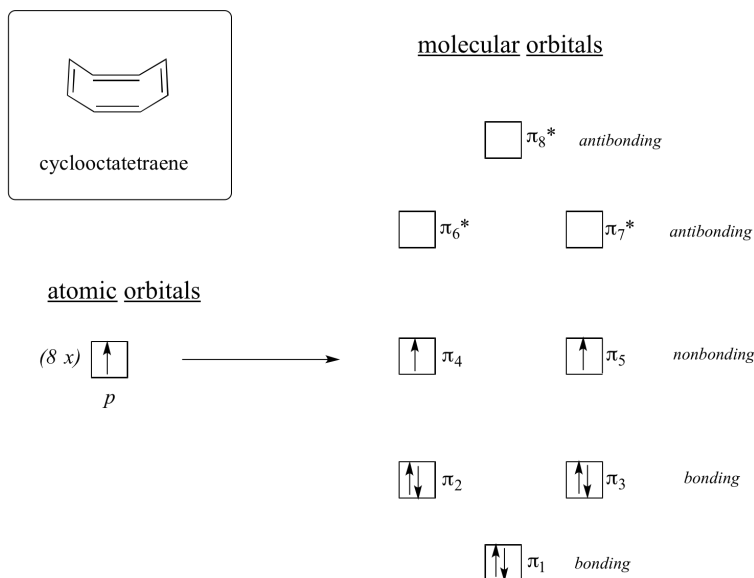 molecular orbitals
π8* antibonding
cyclooctatetraene
π6* π7* antibonding
atomic orbitals
(8 x) π4 π5 nonbonding
p
π2 π3 bonding
π1 bonding